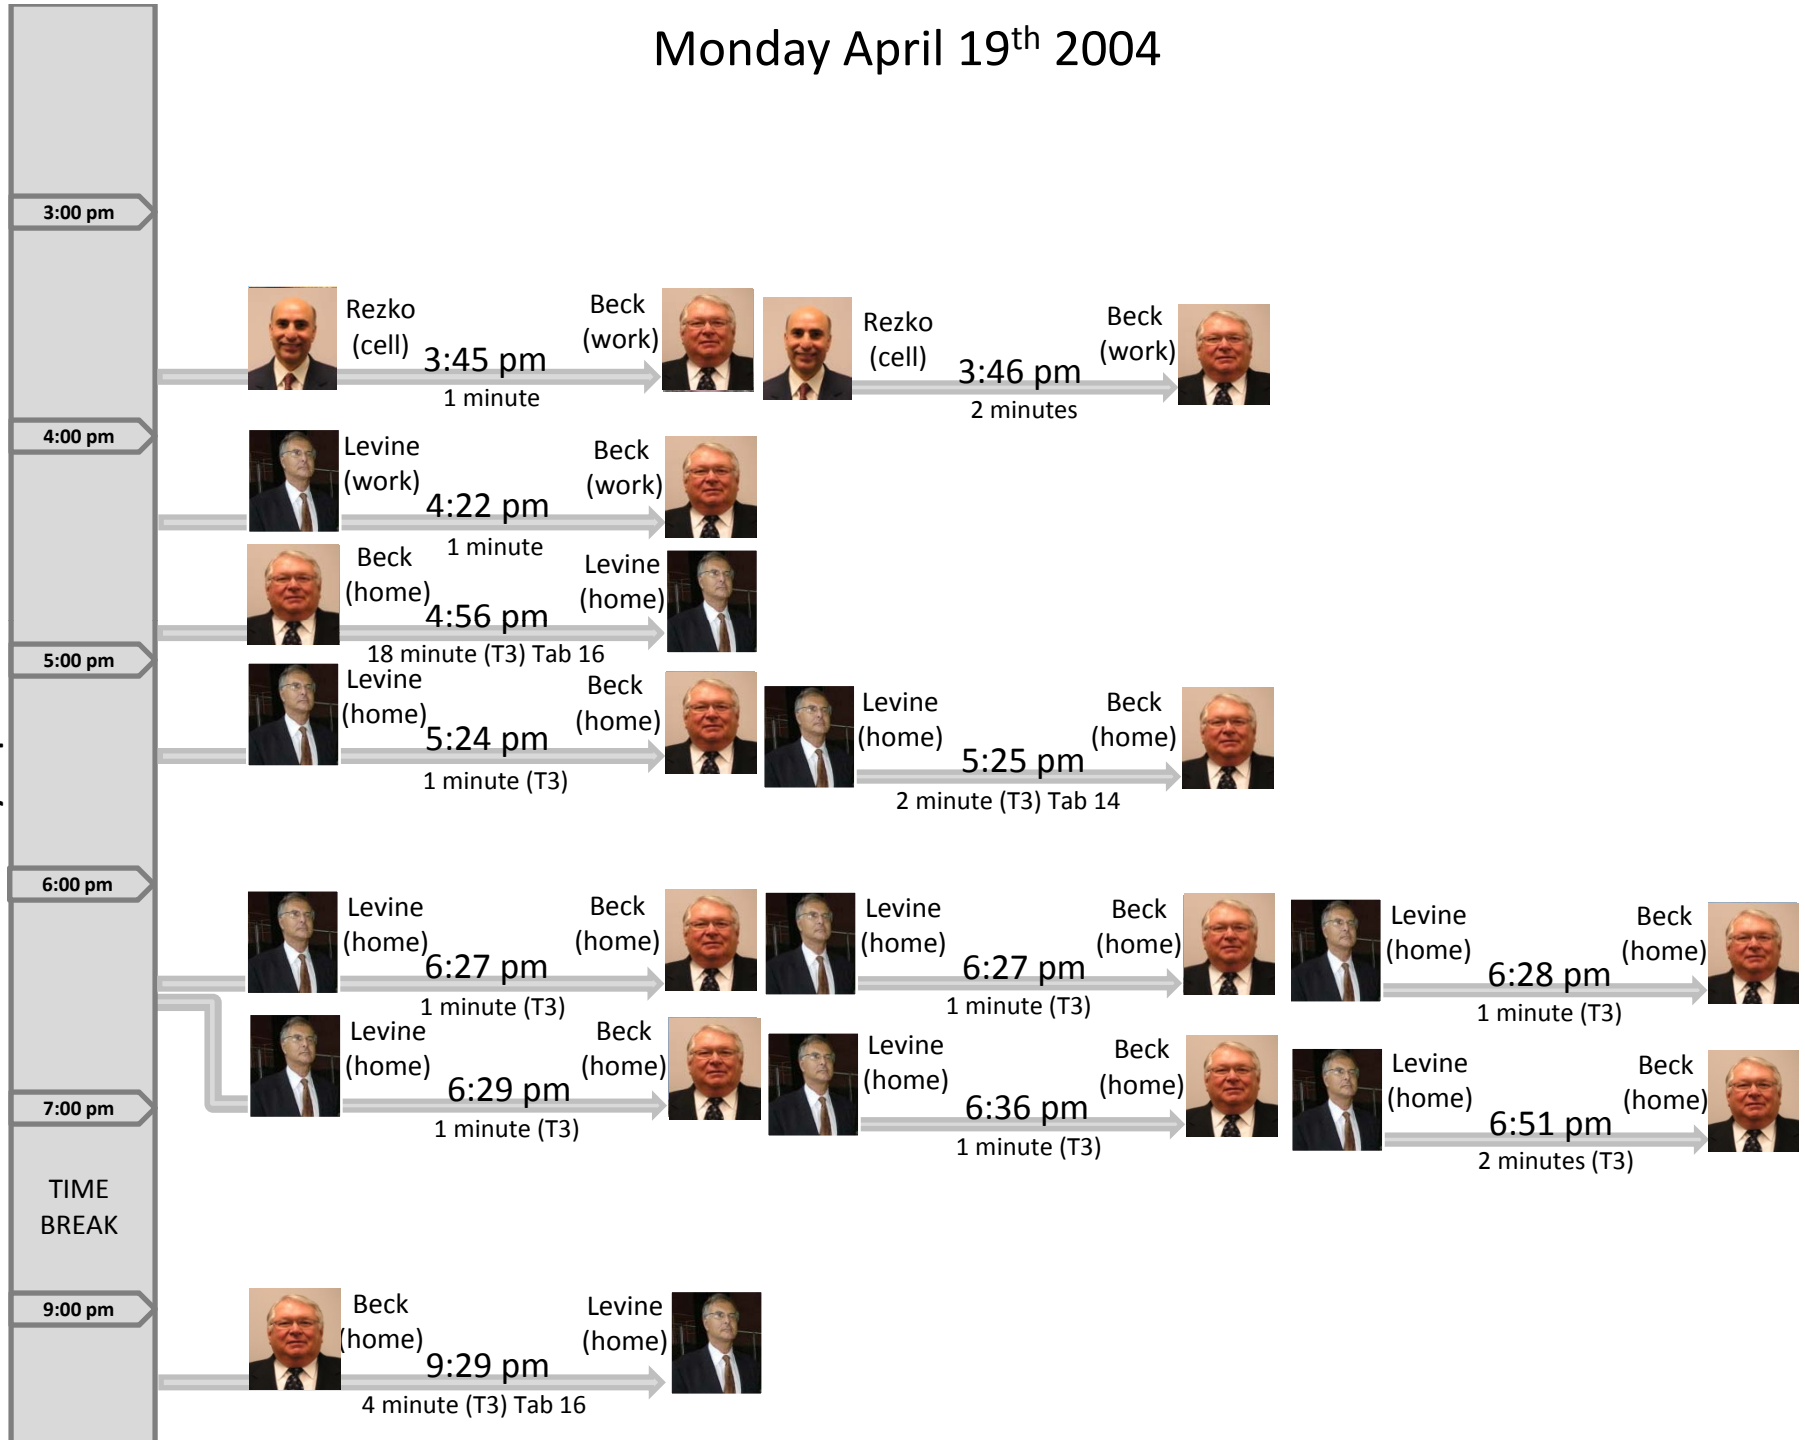 Monday April 19th 2004
3:00 pm
Rezko
(cell)
3:45 pm
1 minute
Beck
(work)
Rezko
(cell)
3:46 pm
2 minutes
Beck
(work)
4:00 pm
Levine
(work)
4:22 pm
1 minute
Beck
(work)
Beck
(home)
4:56 pm
18 minute (T3) Tab 16
Levine
(home)
5:00 pm
Levine
(home)
5:24 pm
1 minute (T3)
Beck
(home)
Levine
(home)
5:25 pm
2 minute (T3) Tab 14
Beck
(home)
6:00 pm
Levine
(home)
6:27 pm
1 minute (T3)
Beck
(home)
Levine
(home)
6:27 pm
1 minute (T3)
Beck
(home)
Levine
(home)
6:28 pm
1 minute (T3)
Beck
(home)
Levine
(home)
6:29 pm
1 minute (T3)
Beck
(home)
Levine
(home)
6:36 pm
1 minute (T3)
Beck
(home)
Levine
(home)
6:51 pm
2 minutes (T3)
Beck
(home)
7:00 pm
TIME
BREAK
9:00 pm
Beck
(home)
9:29 pm
4 minute (T3) Tab 16
Levine
(home)